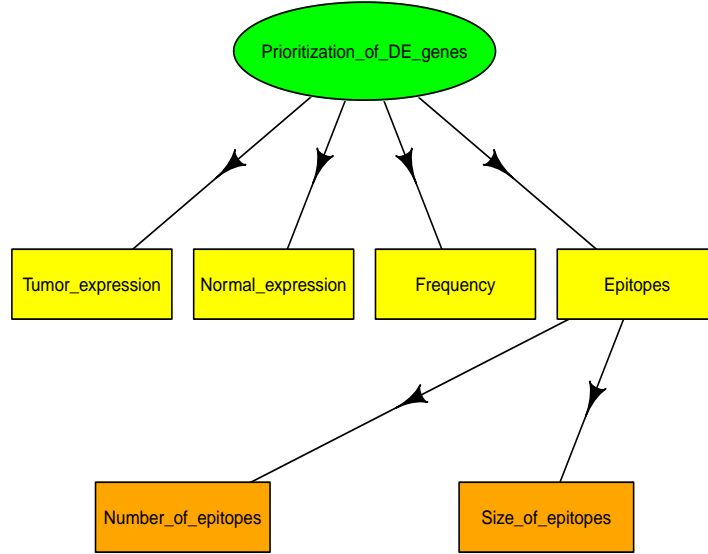 Prioritization_of_DE_genes
Tumor_expression
Normal_expression
Frequency
Epitopes
Number_of_epitopes
Size_of_epitopes